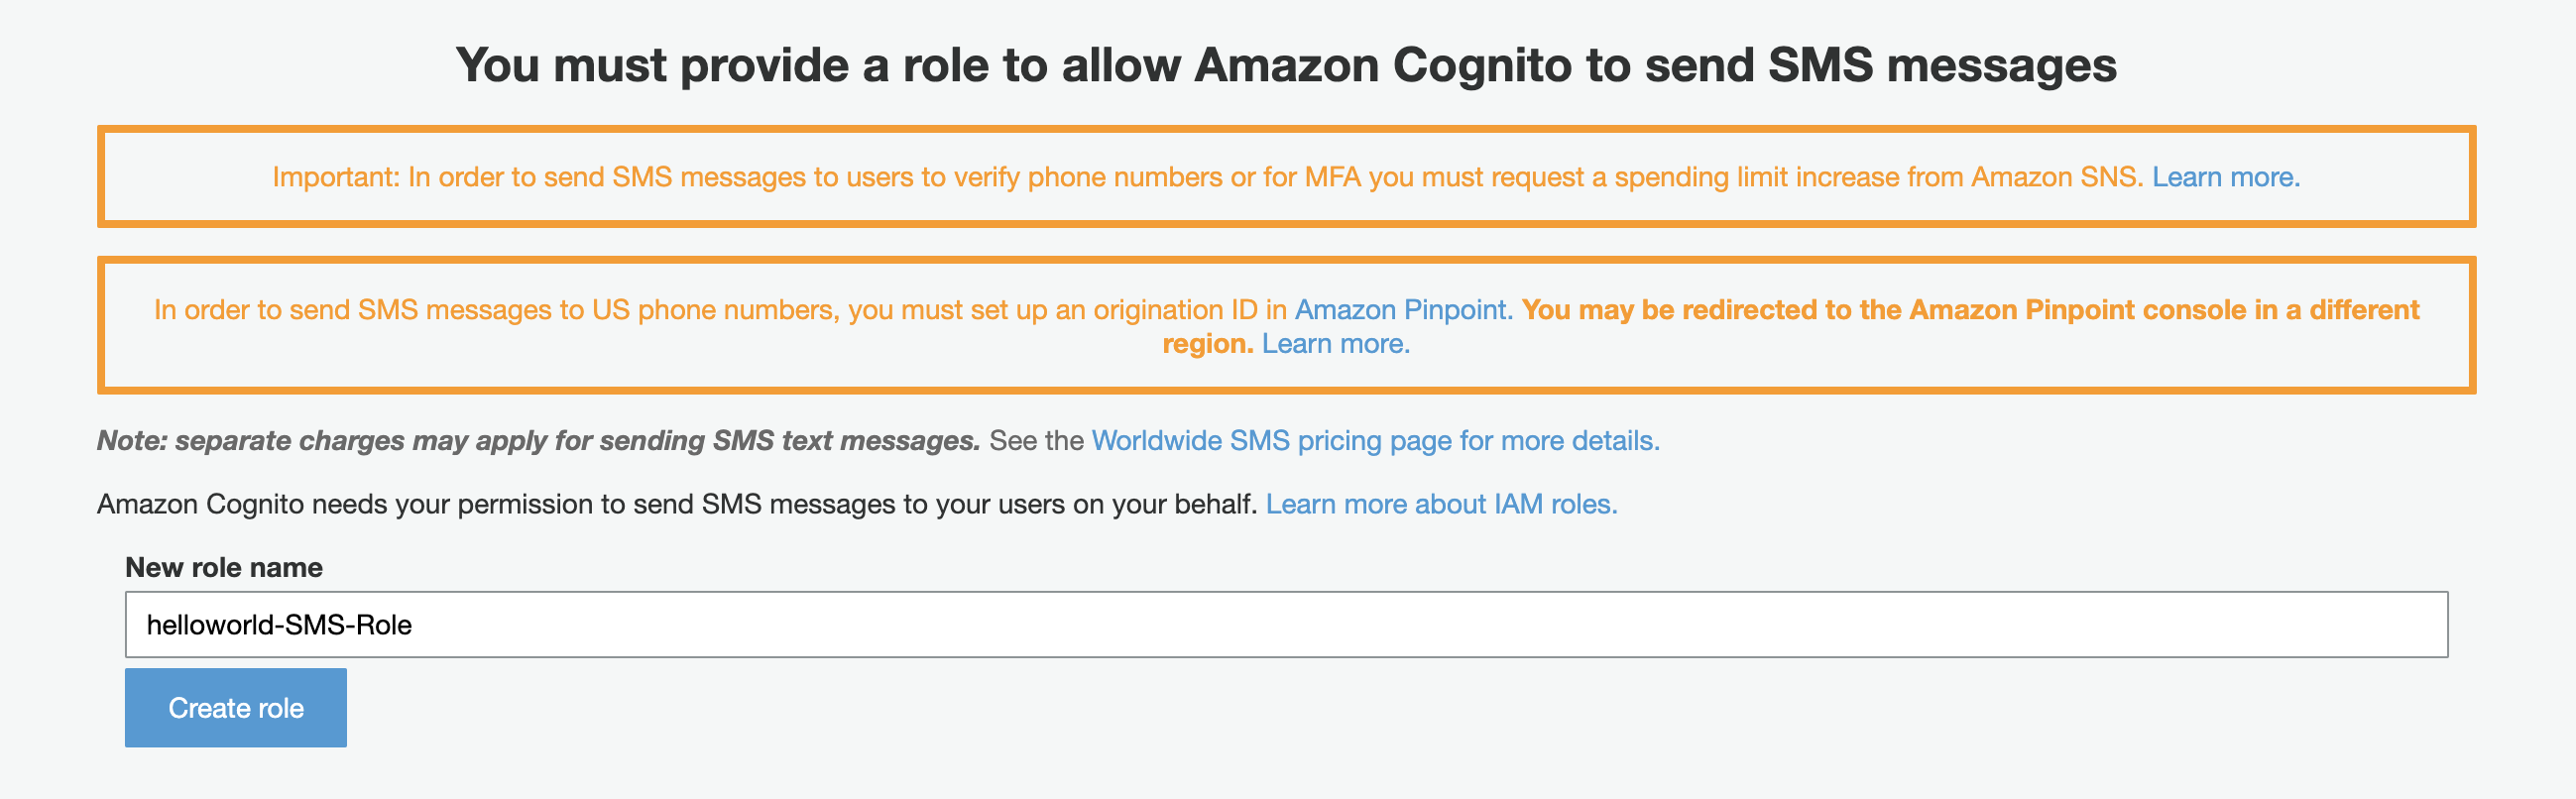 You must provide a role to allow Amazon Cognito to send SMS messages
Important: In order to send SMS messages to users to verify phone numbers or for MFA you must request a spending limit increase from Amazon SNS. Learn more.
In order to send SMS messages to US phone numbers, you must set up an origination ID in Amazon Pinpoint. You may be redirected to the Amazon Pinpoint console in a different
region. Learn more.
Note: separate charges may apply for sending SMS text messages. See the Worldwide SMS pricing page for more details.
Amazon Cognito needs your permission to send SMS messages to your users on your behalf. Learn more about IAM roles.
New role name
helloworld-SMS-Role
Create role